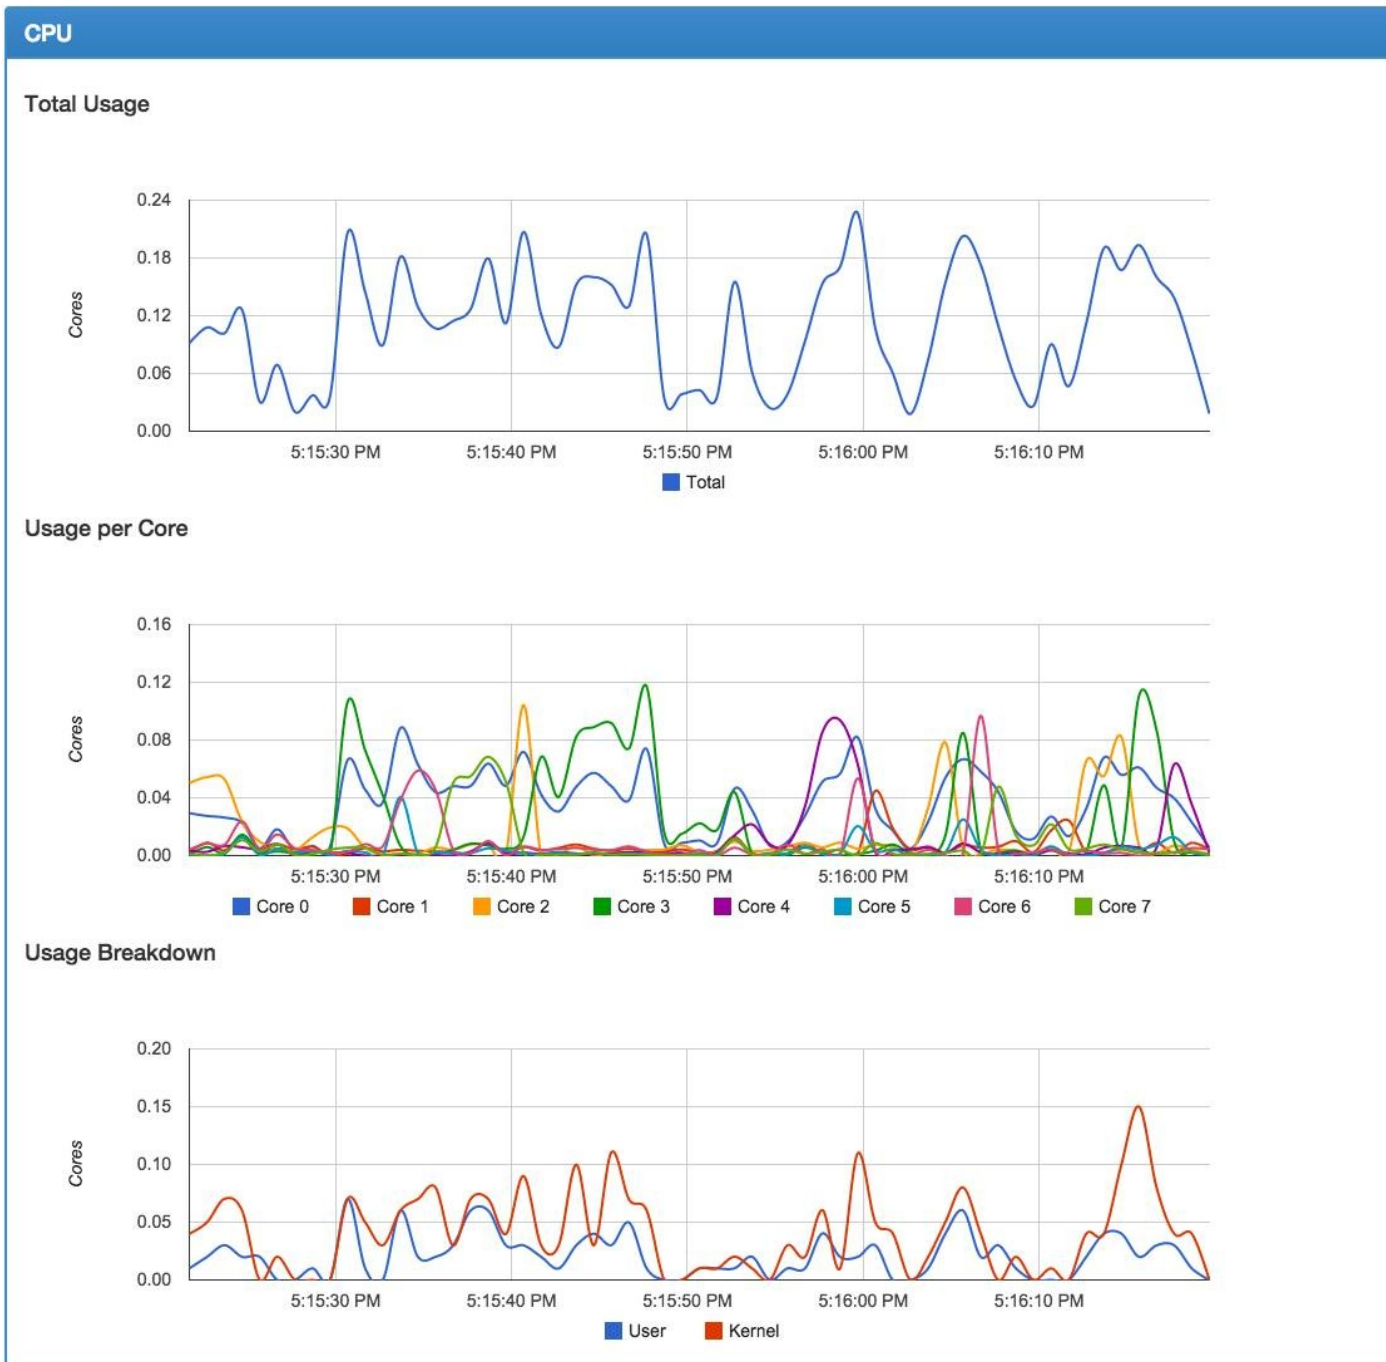 CPU
Total Usage
0.24
0.18
0.12
0.06
0.00
Cores
5:15:30 PM 5:15:40 PM 5:15:50 PM 5:16:00 PM 5:16:10 PM
Total
Usage per Core
0.16
0.12
0.08
0.04
0.00
Cores
5:15:30 PM 5:15:40 PM 5:15:50 PM 5:16:00 PM 5:16:10 PM
Core 0 Core 1 Core 2 Core 3 Core 4 Core 5 Core 6 Core 7
Usage Breakdown
0.20
0.15
0.10
0.05
0.00
Cores
5:15:30 PM 5:15:40 PM 5:15:50 PM 5:16:00 PM 5:16:10 PM
User Kernel